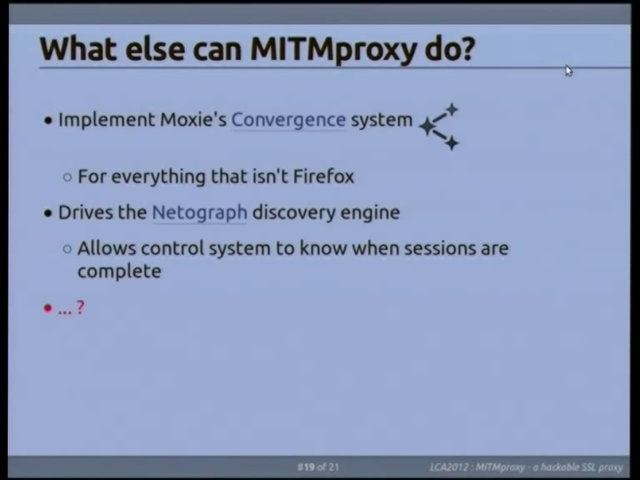 What else can MITMproxy do?
• Implement Moxie's Convergence system
○ For everything that isn't Firefox
• Drives the Netograph discovery engine
○ Allows control system to know when sessions are
complete
• ... ?
#19 of 21
LCA2012 : MITMproxy - a hackable SSL proxy